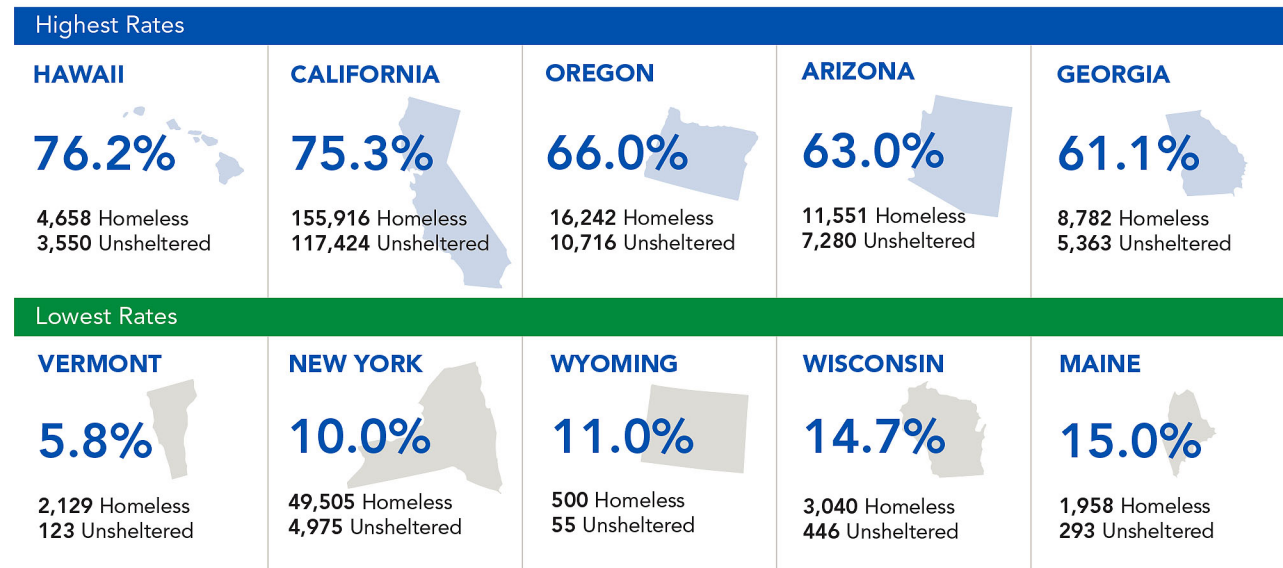 Highest Rates
HAWAII
76.2%
4,658 Homeless
3,550 Unsheltered
CALIFORNIA
75.3%
155,916 Homeless
117,424 Unsheltered
OREGON
66.0%
16,242 Homeless
10,716 Unsheltered
ARIZONA
63.0%
11,551 Homeless
7,280 Unsheltered
GEORGIA
61.1%
8,782 Homeless
5,363 Unsheltered
Lowest Rates
VERMONT
5.8%
2,129 Homeless
123 Unsheltered
NEW YORK
10.0%
49,505 Homeless
4,975 Unsheltered
WYOMING
11.0%
500 Homeless
55 Unsheltered
WISCONSIN
14.7%
3,040 Homeless
446 Unsheltered
MAINE
15.0%
1,958 Homeless
293 Unsheltered